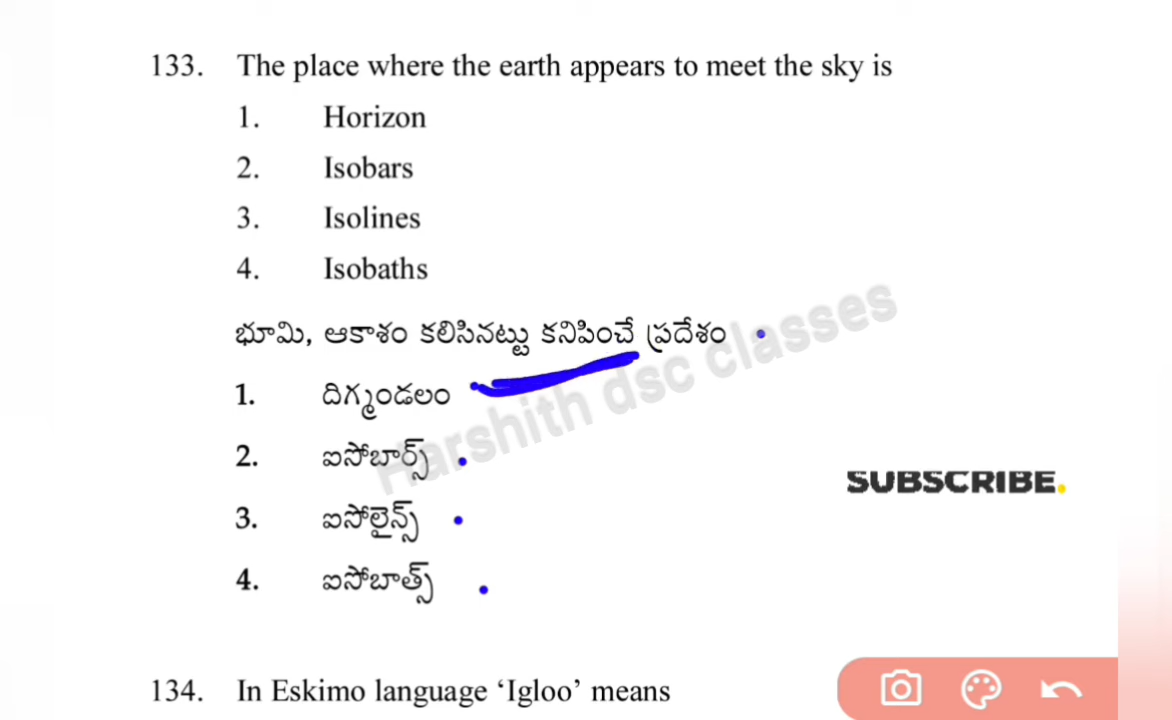 133. The place where the earth appears to meet the sky is
1. Horizon
2. Isobars
3. Isolines
4. Isobaths
భూమి, ఆకాశం కలిసినట్టు కనిపించే ప్రదేశం
1. దిగ్మండలం
2. ఐసోబార్స్
3. ఐసోలైన్స్
4. ఐసోబాత్స్
Harshith dsc classes
SUBSCRIBE.
134. In Eskimo language ‘Igloo’ means